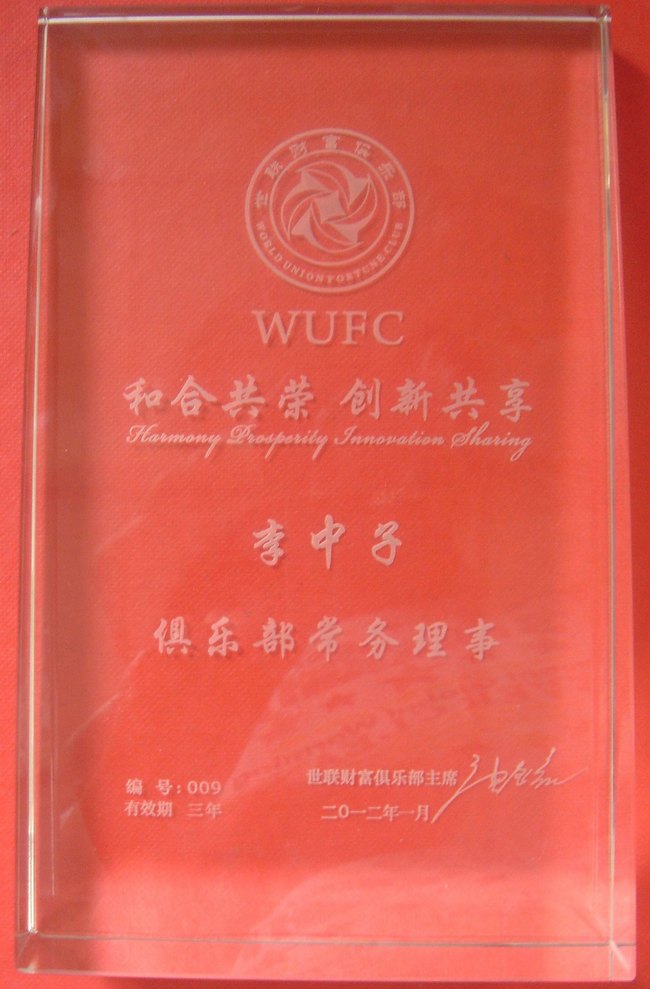 世联财富俱乐部
WORLD UNION FORTUNE CLUB
WUFC
和合共荣 创新共享
Harmony Prosperity Innovation Sharing
李中子
俱乐部常务理事
编 号:009
有效期 三年
世联财富俱乐部主席
二0一二年一月